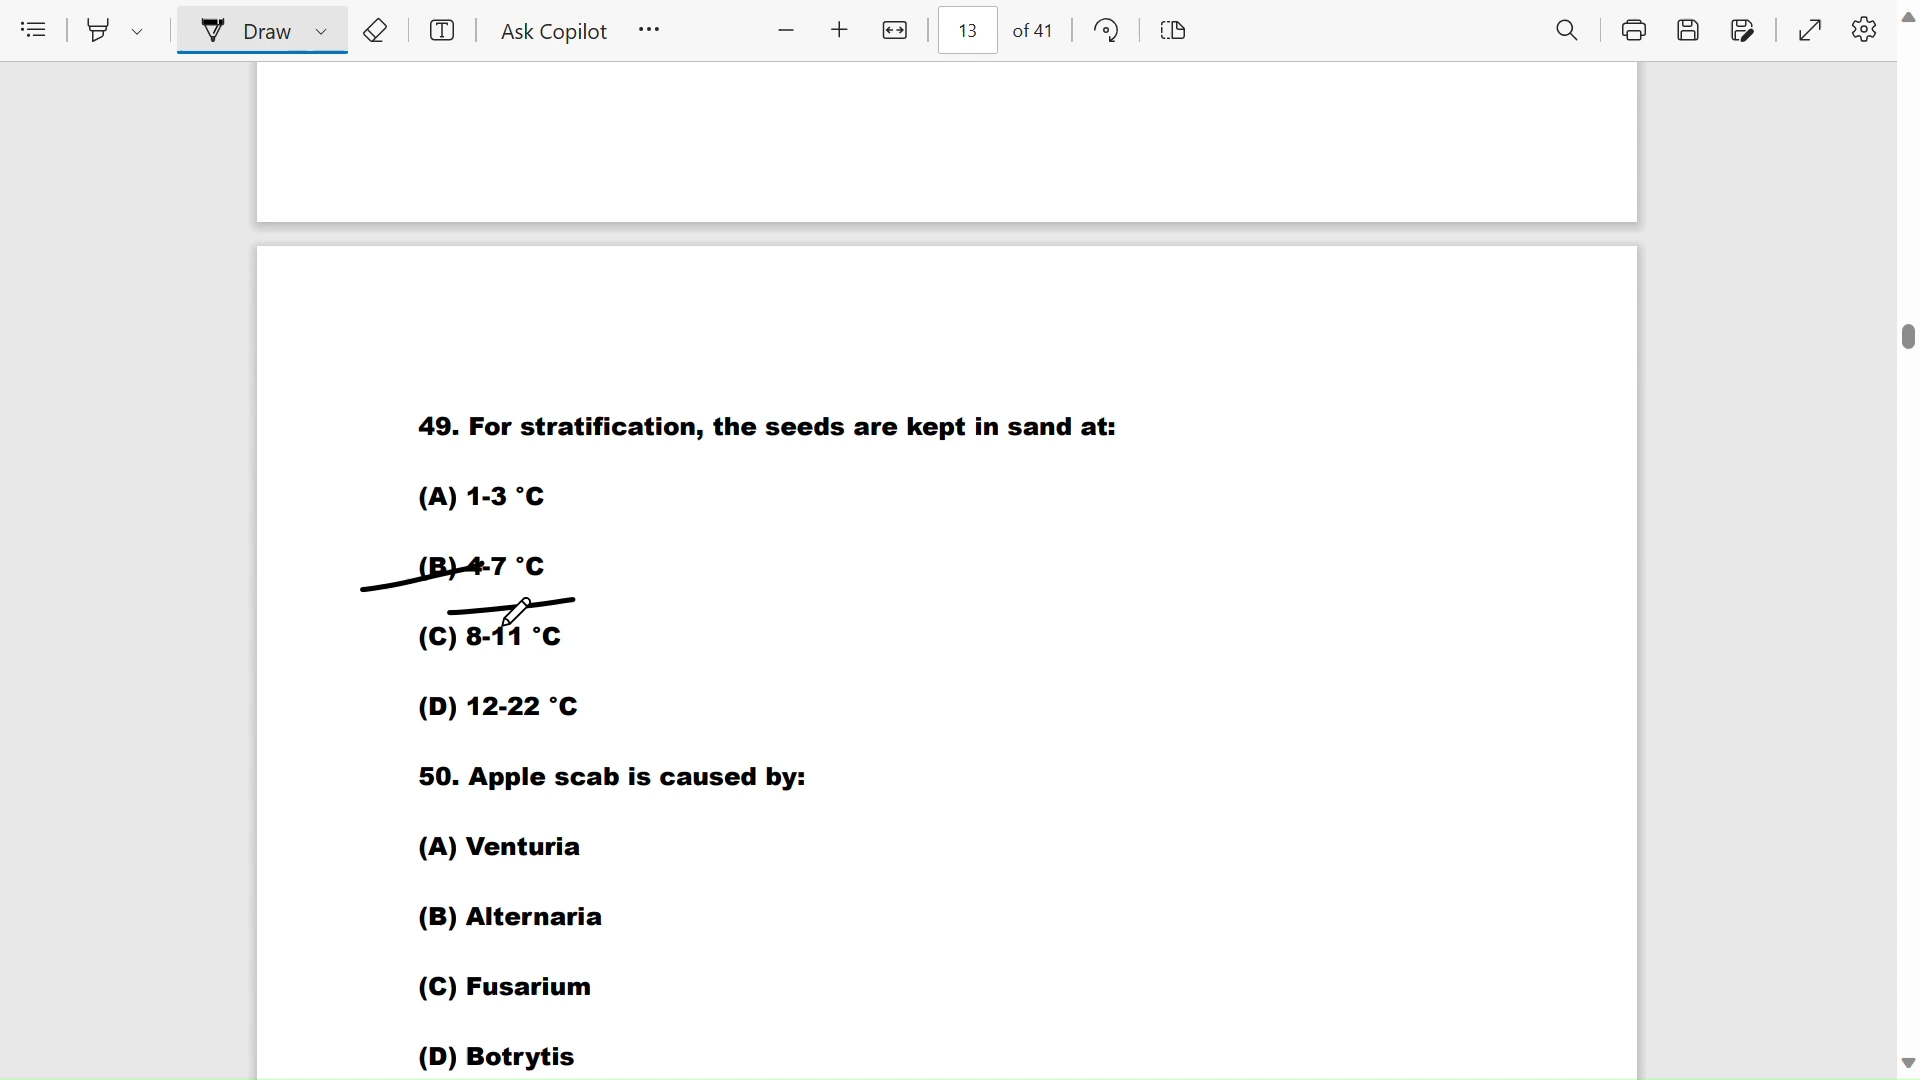 Draw
Ask Copilot
13 of 41
49. For stratification, the seeds are kept in sand at:
(A) 1-3 °C
(B) 4-7 °C
(C) 8-11 °C
(D) 12-22 °C
50. Apple scab is caused by:
(A) Venturia
(B) Alternaria
(C) Fusarium
(D) Botrytis